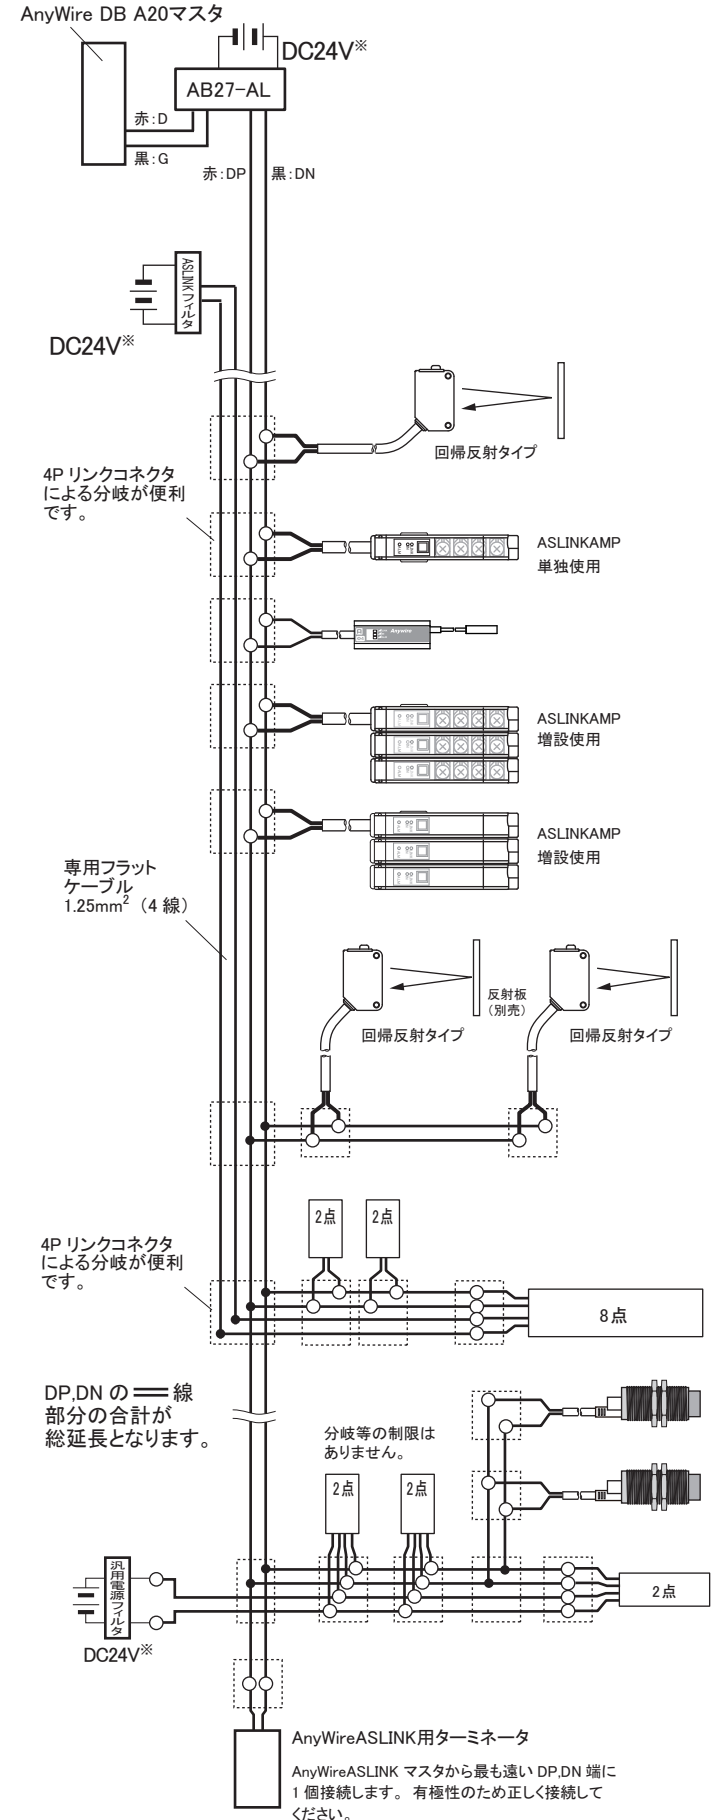 AnyWire DB A20マスタ
DC24V※
AB27-AL
赤:D
黒:G
赤:DP
黒:DN
ASLINKフィルタ
DC24V※
回帰反射タイプ
4P リンクコネクタ
による分岐が便利
です。
ASLINKAMP
単独使用
Anywire
ASLINKAMP
増設使用
ASLINKAMP
増設使用
専用フラット
ケーブル
1.25mm2 (4 線)
反射板
(別売)
回帰反射タイプ
回帰反射タイプ
2点
2点
4P リンクコネクタ
による分岐が便利
です。
8点
DP,DN の 線
部分の合計が
総延長となります。
分岐等の制限は
ありません。
2点
2点
汎用電源フィルタ
2点
DC24V※
AnyWireASLINK用ターミネータ
AnyWireASLINK マスタから最も遠い DP,DN 端に
1 個接続します。 有極性のため正しく接続して
ください。